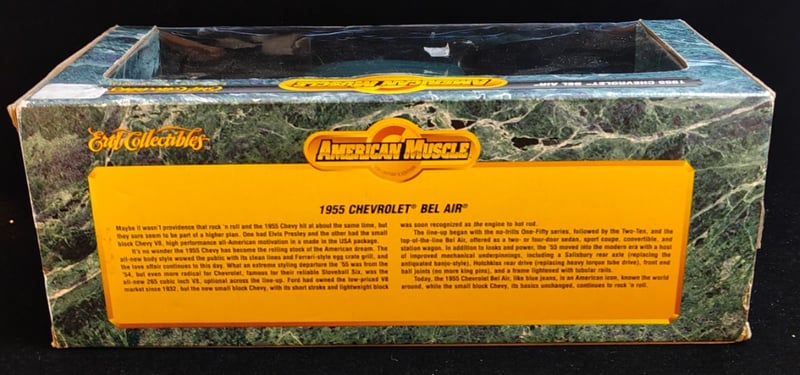 AMERICAN MUSCLE
1955 CHEVROLET® BEL AIR®
Ertl Collectibles™
AMERICAN MUSCLE
1955 CHEVROLET® BEL AIR®
Maybe it wasn't providence that rock 'n roll and the 1955 Chevy hit at about the same time, but
they sure seem to be part of a higher plan. One had Elvis Presley and the other had the small
block Chevy V8, high performance all-American motivation in a made in the USA package.
It's no wonder the 1955 Chevy has become the rolling stock of the American dream. The
all-new body style wowed the public with its clean lines and Ferrari-style egg crate grill, and
the love affair continues to this day. What an extreme styling departure the '55 was from the
'54, but even more radical for Chevrolet, famous for their reliable Stovebolt Six, was the
all-new 265 cubic inch V8, optional across the line-up. Ford had owned the low-priced V8
market since 1932, but the new small block Chevy, with its short stroke and lightweight block
was soon recognized as the engine to hot rod.
The line-up began with the no-frills One-Fifty series, followed by the Two-Ten, and the
top-of-the-line Bel Air, offered as a two- or four-door sedan, sport coupe, convertible, and
station wagon. In addition to looks and power, the '55 moved into the modern era with a host
of improved mechanical underpinnings, including a Salisbury rear axle (replacing the
antiquated banjo-style), Hotchkiss rear drive (replacing heavy torque tube drive), front end
ball joints (no more king pins), and a frame lightened with tubular rails.
Today, the 1955 Chevrolet Bel Air, like blue jeans, is an American icon, known the world
around, while the small block Chevy, its basics unchanged, continues to rock 'n roll.